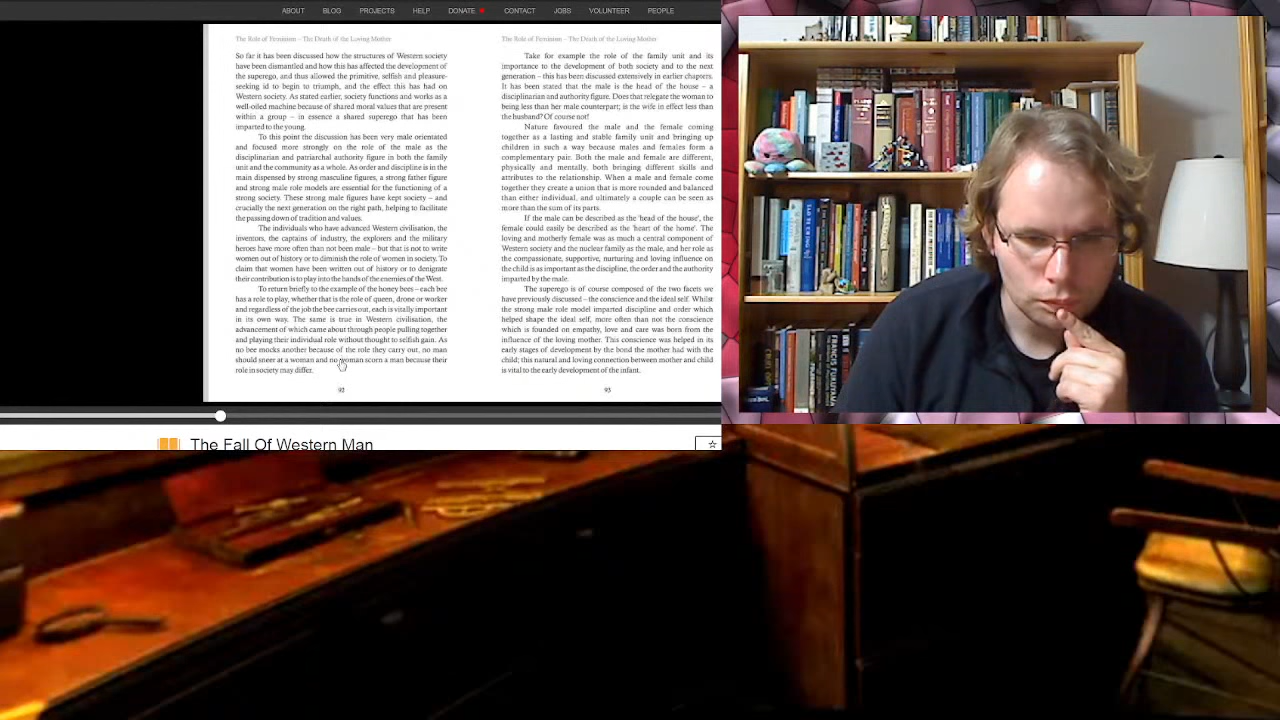 ABOUT BLOG PROJECTS HELP DONATE CONTACT JOBS VOLUNTEER PEOPLE
The Role of Feminism – The Death of the Loving Mother
So far it has been discussed how the structures of Western society
have been dismantled and how this has affected the development of
the superego, and thus allowed the primitive, selfish and pleasure-
seeking id to begin to triumph, and the effect this has had on
Western society. As stated earlier, society functions and works as a
well-oiled machine because of shared moral values that are present
within a group – in essence a shared superego that has been
imparted to the young.
To this point the discussion has been very male orientated
and focused more strongly on the role of the male as the
disciplinarian and patriarchal authority figure in both the family
unit and the community as a whole. As order and discipline is in the
main dispensed by strong masculine figures, a strong father figure
and strong male role models are essential for the functioning of a
strong society. These strong male figures have kept society – and
crucially the next generation on the right path, helping to facilitate
the passing down of tradition and values.
The individuals who have advanced Western civilisation, the
inventors, the captains of industry, the explorers and the military
heroes have more often than not been male – but that is not to write
women out of history or to diminish the role of women in society. To
claim that women have been written out of history or to denigrate
their contribution is to play into the hands of the enemies of the West.
To return briefly to the example of the honey bees – each bee
has a role to play, whether that is the role of queen, drone or worker
and regardless of the job the bee carries out, each is vitally important
in its own way. The same is true in Western civilisation, the
advancement of which came about through people pulling together
and playing their individual role without thought to selfish gain. As
no bee mocks another because of the role they carry out, no man
should sneer at a woman and no woman scorn a man because their
role in society may differ.
92
The Role of Feminism – The Death of the Loving Mother
Take for example the role of the family unit and its
importance to the development of both society and to the next
generation – this has been discussed extensively in earlier chapters.
It has been stated that the male is the head of the house – a
disciplinarian and authority figure. Does that relegate the woman to
being less than her male counterpart; is the wife in effect less than
the husband? Of course not!
Nature favoured the male and the female coming
together as a lasting and stable family unit and bringing up
children in such a way because males and females form a
complementary pair. Both the male and female are different,
physically and mentally, both bringing different skills and
attributes to the relationship. When a male and female come
together they create a union that is more rounded and balanced
than either individual, and ultimately a couple can be seen as
more than the sum of its parts.
If the male can be described as the 'head of the house', the
female could easily be described as the 'heart of the home'. The
loving and motherly female was as much a central component of
Western society and the nuclear family as the male, and her role as
the compassionate, supportive, nurturing and loving influence on
the child is as important as the discipline, the order and the authority
imparted by the male.
The superego is of course composed of the two facets we
have previously discussed – the conscience and the ideal self. Whilst
the strong male role model imparted discipline and order which
helped shape the ideal self, more often than not the conscience
which is founded on empathy, love and care was born from the
influence of the loving mother. This conscience was helped in its
early stages of development by the bond the mother had with the
child; this natural and loving connection between mother and child
is vital to the early development of the infant.
93
The Fall Of Western Man
FRANCIS FUKUYAMA